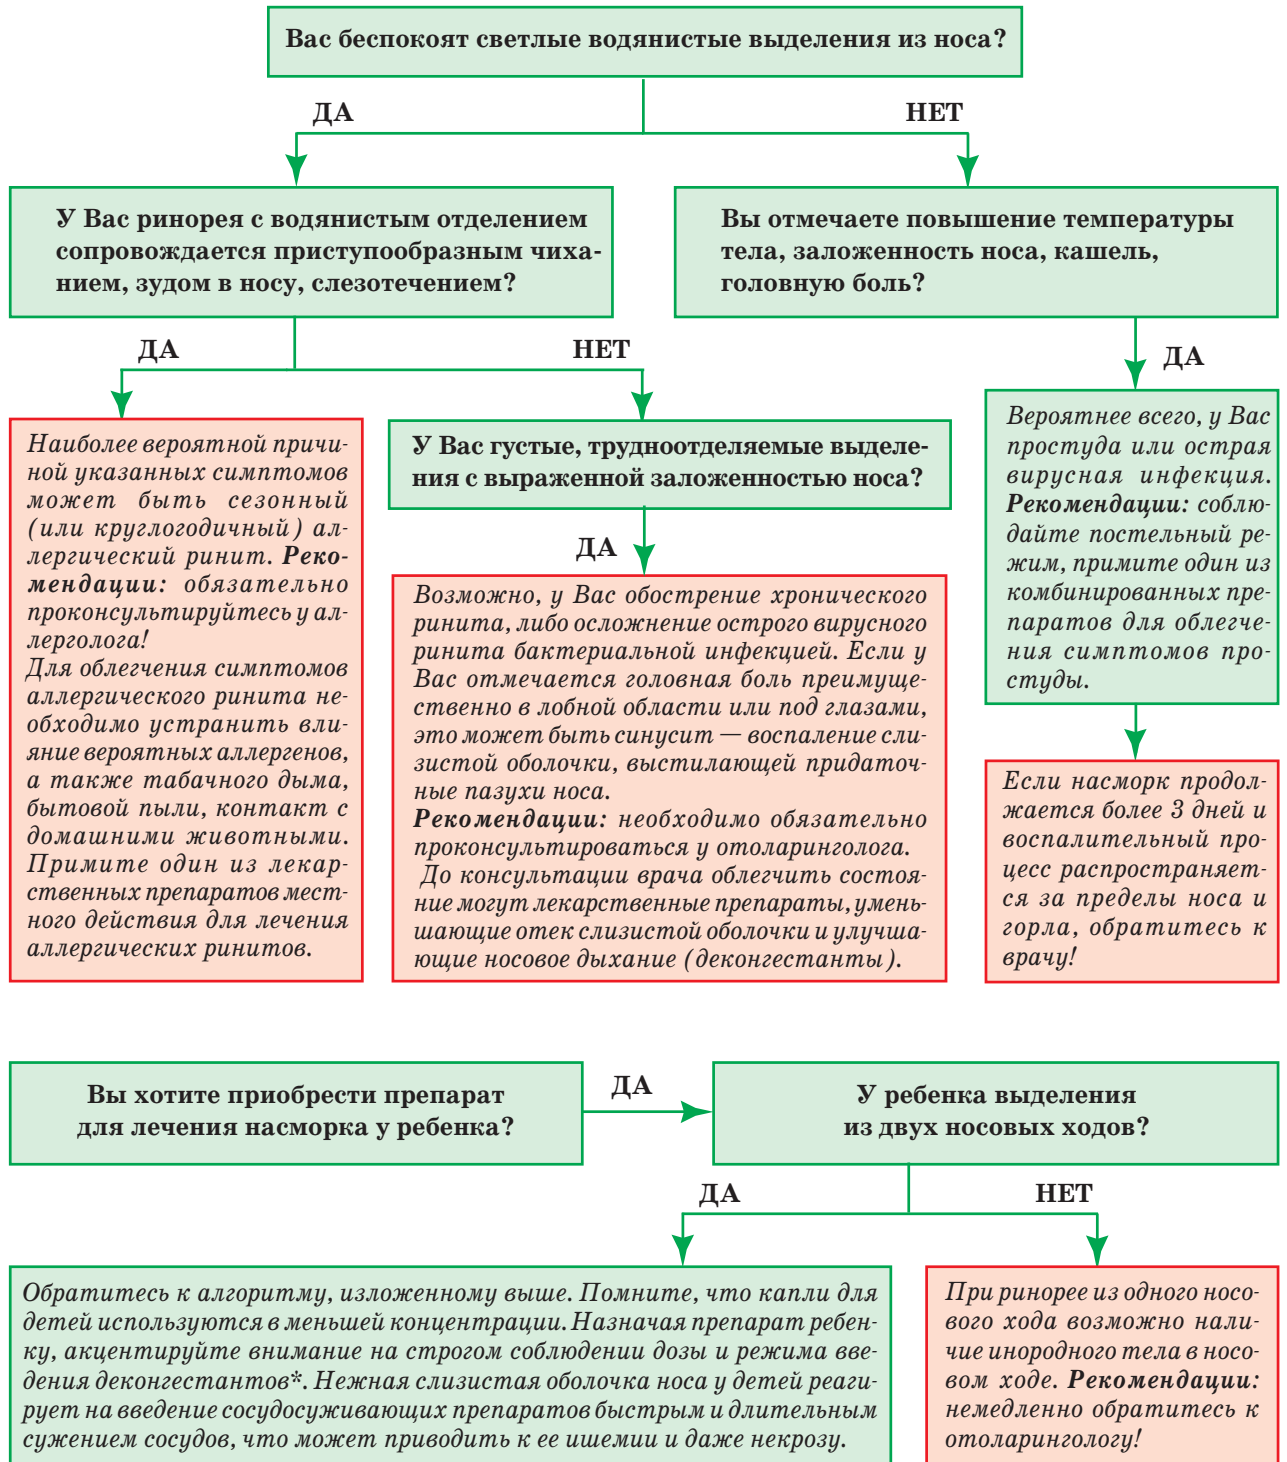 Вас беспокоят светлые водянистые выделения из носа?
ДА
НЕТ
У Вас ринорея с водянистым отделением
сопровождается приступообразным чиха-
нием, зудом в носу, слезотечением?
Вы отмечаете повышение температуры
тела, заложенность носа, кашель,
головную боль?
ДА
НЕТ
ДА
Наиболее вероятной причи-
ной указанных симптомов
может быть сезонный
(или круглогодичный) ал-
лергический ринит. Реко-
мендации: обязательно
проконсультируйтесь у ал-
лерголога!
Для облегчения симптомов
аллергического ринита не-
обходимо устранить вли-
яние вероятных аллергенов,
а также табачного дыма,
бытовой пыли, контакт с
домашними животными.
Примите один из лекар-
ственных препаратов мест-
ного действия для лечения
аллергических ринитов.
У Вас густые, трудноотделяемые выделе-
ния с выраженной заложенностью носа?
ДА
Возможно, у Вас обострение хронического
ринита, либо осложнение острого вирусного
ринита бактериальной инфекцией. Если у
Вас отмечается головная боль преимуще-
ственно в лобной области или под глазами,
это может быть синусит — воспаление сли-
зистой оболочки, выстилающей придаточ-
ные пазухи носа.
Рекомендации: необходимо обязательно
проконсультироваться у отоларинголога.
До консультации врача облегчить состоя-
ние могут лекарственные препараты, умень-
шающие отек слизистой оболочки и улучша-
ющие носовое дыхание (деконгестанты).
Вероятнее всего, у Вас
простуда или острая
вирусная инфекция.
Рекомендации: соблю-
дайте постельный ре-
жим, примите один из
комбинированных пре-
паратов для облегче-
ния симптомов про-
студы.
Если насморк продол-
жается более 3 дней и
воспалительный про-
цесс распространяет-
ся за пределы носа и
горла, обратитесь к
врачу!
Вы хотите приобрести препарат
для лечения насморка у ребенка?
ДА
У ребенка выделения
из двух носовых ходов?
ДА
НЕТ
Обратитесь к алгоритму, изложенному выше. Помните, что капли для
детей используются в меньшей концентрации. Назначая препарат ребен-
ку, акцентируйте внимание на строгом соблюдении дозы и режима вве-
дения деконгестантов*. Нежная слизистая оболочка носа у детей реаги-
рует на введение сосудосуживающих препаратов быстрым и длительным
сужением сосудов, что может приводить к ее ишемии и даже некрозу.
При ринорее из одного носо-
вого хода возможно нали-
чие инородного тела в носо-
вом ходе. Рекомендации:
немедленно обратитесь к
отоларингологу!